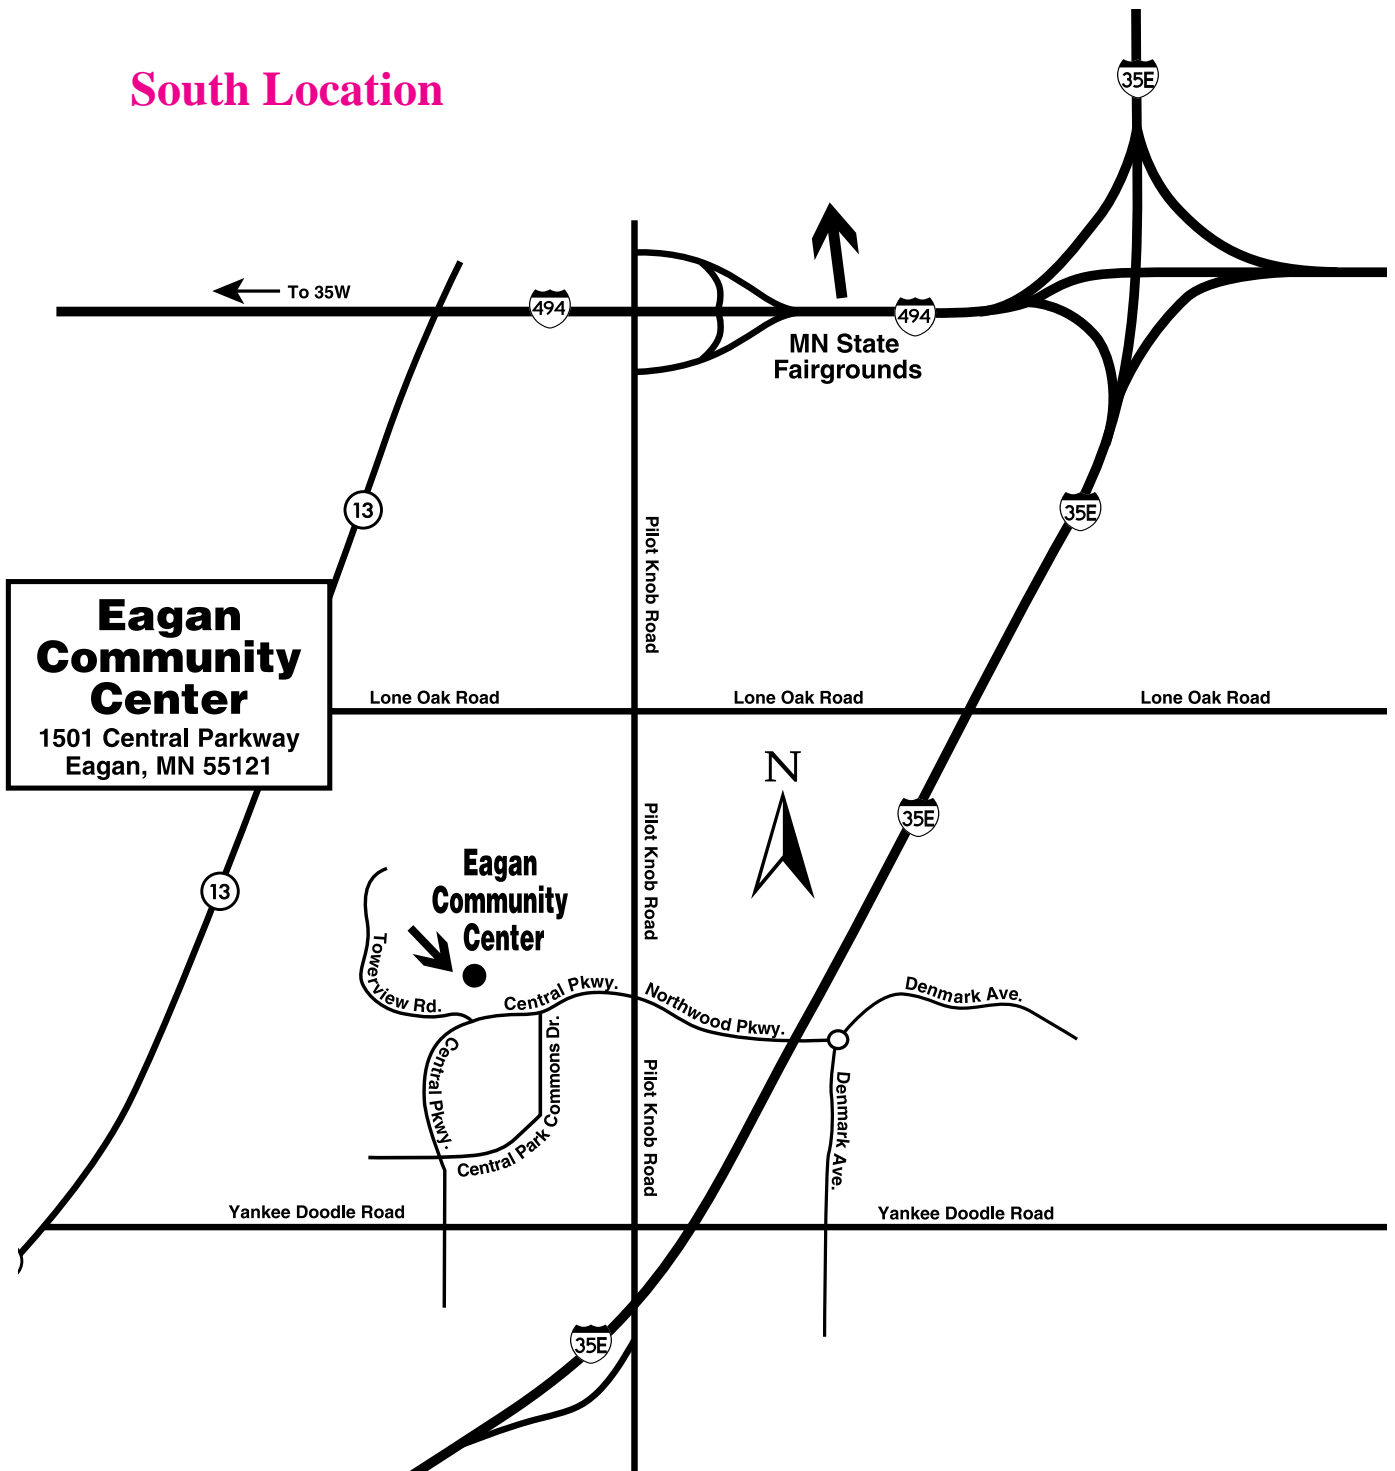 South Location
35E
To 35W
494
494
MN State
Fairgrounds
13
35E
Pilot Knob Road
Eagan
Community
Center
1501 Central Parkway
Eagan, MN 55121
Lone Oak Road
Lone Oak Road
Lone Oak Road
N
35E
Pilot Knob Road
13
Eagan
Community
Center
Towerview Rd.
Central Pkwy.
Northwood Pkwy.
Denmark Ave.
Central Pkwy.
Central Park Commons Dr.
Pilot Knob Road
Denmark Ave.
Yankee Doodle Road
Yankee Doodle Road
35E